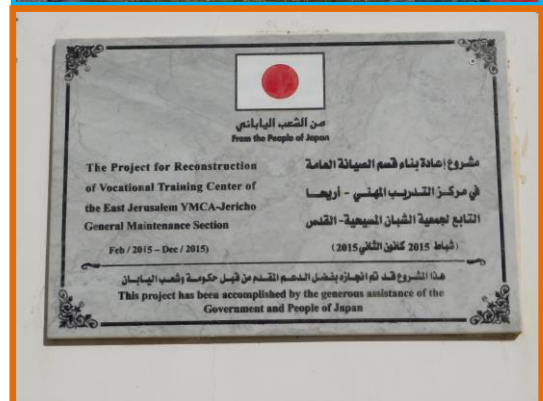 من الشعب الياباني
From the People of Japan
The Project for Reconstruction
of Vocational Training Center of
the East Jerusalem YMCA-Jericho
General Maintenance Section
Feb / 2015 – Dec / 2015)
مشروع إعادة بناء قسم الصيانة العامة
في مركز التدريب المهني - أريحا
التابع لجمعية الشبان المسيحية - القدس
(شباط 2015 كانون الثاني 2015)
هذا المشروع قد تم انجازه بفضل الدعم المقدم من قبل حكومة وشعب اليابان
This project has been accomplished by the generous assistance of the
Government and People of Japan